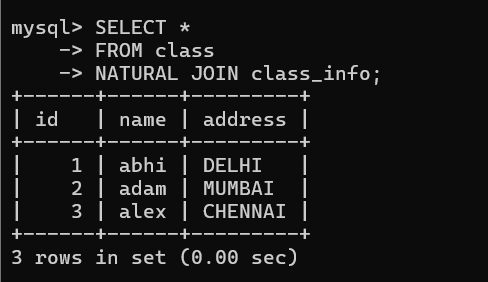 mysql> SELECT *
    -> FROM class
    -> NATURAL JOIN class_info;
+------+------+---------+
| id   | name | address |
+------+------+---------+
|    1 | abhi | DELHI   |
|    2 | adam | MUMBAI  |
|    3 | alex | CHENNAI |
+------+------+---------+
3 rows in set (0.00 sec)